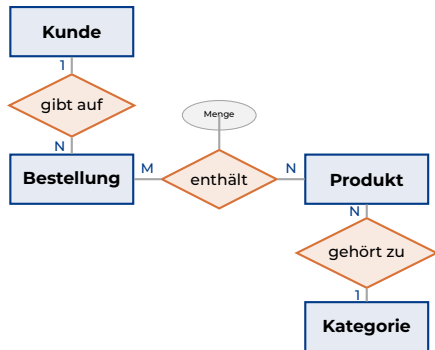 Kunde
1
gibt auf
N
Menge
Bestellung
M
enthält
N
Produkt
N
gehört zu
1
Kategorie